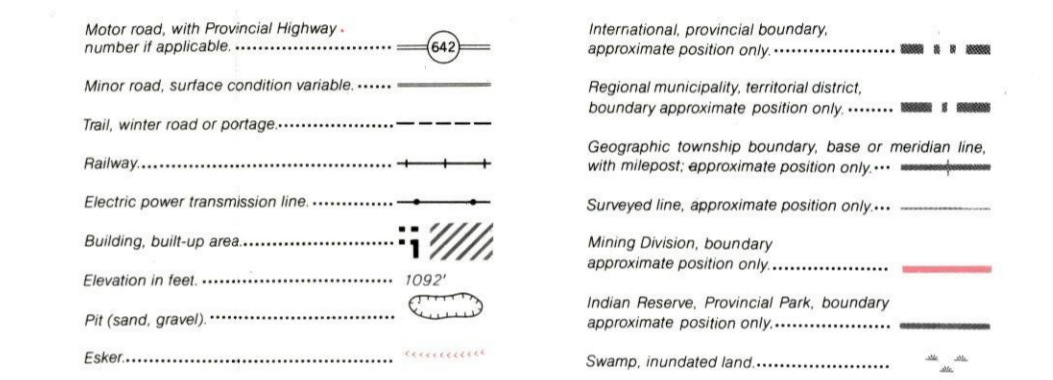 Motor road, with Provincial Highway
number if applicable. 642
Minor road, surface condition variable.
Trail, winter road or portage.
Railway.
Electric power transmission line.
Building, built-up area.
Elevation in feet. 1092'
Pit (sand, gravel).
Esker.
International, provincial boundary,
approximate position only.
Regional municipality, territorial district,
boundary approximate position only.
Geographic township boundary, base or meridian line,
with milepost; approximate position only.
Surveyed line, approximate position only.
Mining Division, boundary
approximate position only.
Indian Reserve, Provincial Park, boundary
approximate position only.
Swamp, inundated land.